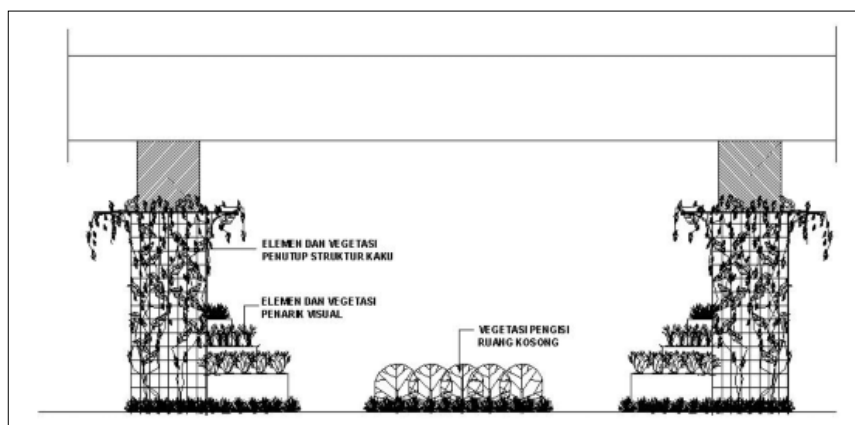 ELEMEN DAN VEGETASI
PENUTUP STRUKTUR KAKU
ELEMEN DAN VEGETASI
PENARIK VISUAL
VEGETASI PENGISI
RUANG KOSONG